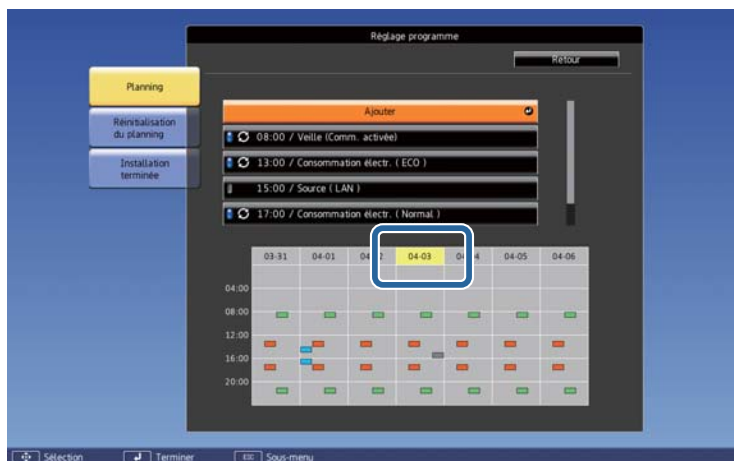 Règlage programme
Retour
Planning
Ajouter
Réinitialisation
du planning
08:00 / Veille (Comm. activée)
Installation
terminée
13:00 / Consommation électr. ( ECO )
15:00 / Source ( LAN )
17:00 / Consommation électr. ( Normal )
03-31 04-01 04-03 04-05 04-06
04:00
08:00
12:00
16:00
20:00
Sélection Terminer Esc Sous-menu